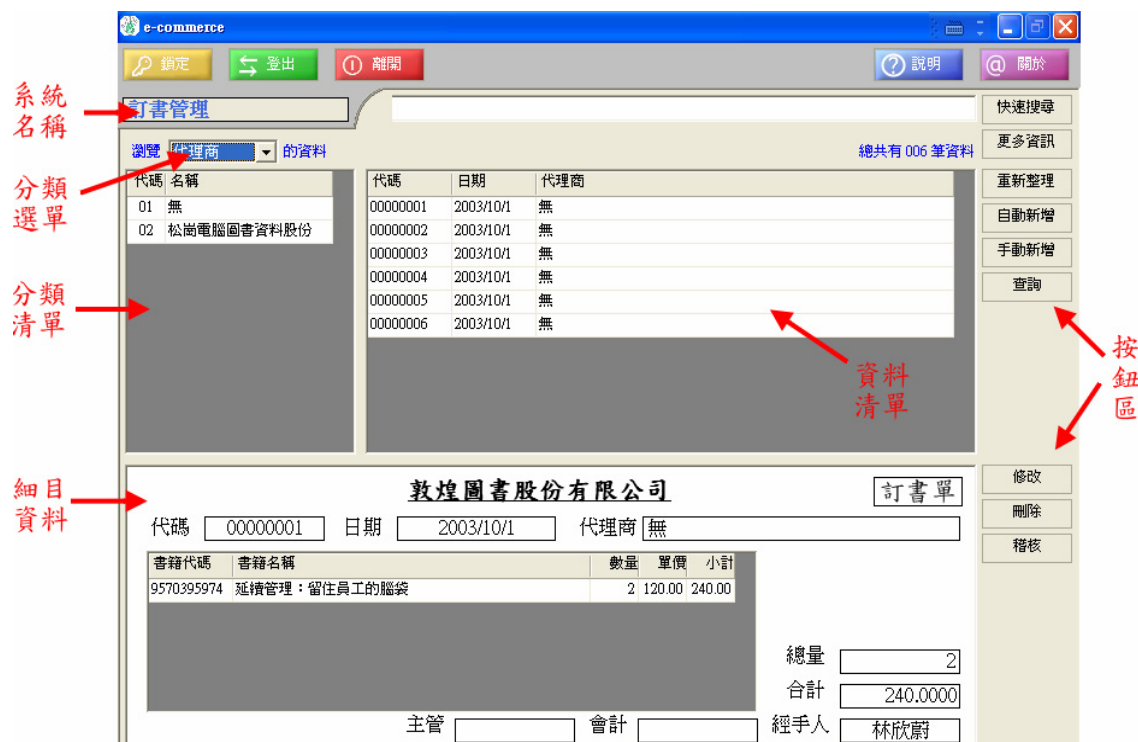 e-commerce
鎖定 登出 離開 說明 @ 關於
系統名稱
訂書管理 快速搜尋
更多資訊
瀏覽 代理商 的資料 總共有 006 筆資料
分類選單
代碼 名稱 代碼 日期 代理商 重新整理
01 無 00000001 2003/10/1 無 自動新增
02 松崗電腦圖書資料股份 00000002 2003/10/1 無
00000003 2003/10/1 無 手動新增
00000004 2003/10/1 無 查詢
00000005 2003/10/1 無
00000006 2003/10/1 無
分類清單
按鈕區
資料清單
細目資料
敦煌圖書股份有限公司 訂書單 修改
刪除
代碼 00000001 日期 2003/10/1 代理商 無
稽核
書籍代碼 書籍名稱 數量 單價 小計
9570395974 延續管理：留住員工的腦袋 2 120.00 240.00
總量 2
合計 240.0000
主管 會計 經手人 林欣蔚